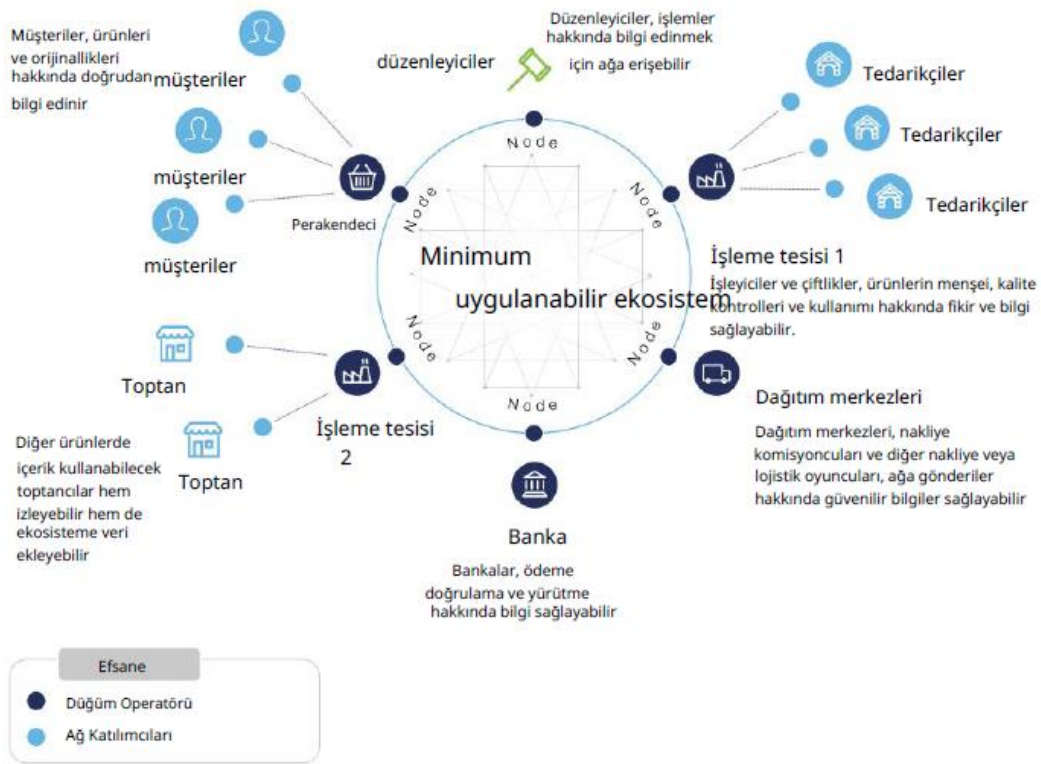 Müşteriler, ürünleri
ve orijinallikleri
hakkında doğrudan
bilgi edinir
müşteriler
müşteriler
müşteriler
Perakendeci
düzenleyiciler
Düzenleyiciler, işlemler
hakkında bilgi edinmek
için ağa erişebilir
Tedarikçiler
Tedarikçiler
Tedarikçiler
Node
Node
Node
Node
Node
Node
Minimum
uygulanabilir ekosistem
İşleme tesisi 1
İşleyiciler ve çiftlikler, ürünlerin menşei, kalite
kontrolleri ve kullanımı hakkında fikir ve bilgi
sağlayabilir.
Toptan
Toptan
İşleme tesisi
2
Diğer ürünlerde
içerik kullanabilecek
toptancılar hem
izleyebilir hem de
ekosisteme veri
ekleyebilir
Dağıtım merkezleri
Dağıtım merkezleri, nakliye
komisyoncuları ve diğer nakliye veya
lojistik oyuncuları, ağa gönderiler
hakkında güvenilir bilgiler sağlayabilir
Banka
Bankalar, ödeme
doğrulama ve yürütme
hakkında bilgi sağlayabilir
Efsane
Düğüm Operatörü
Ağ Katılımcıları